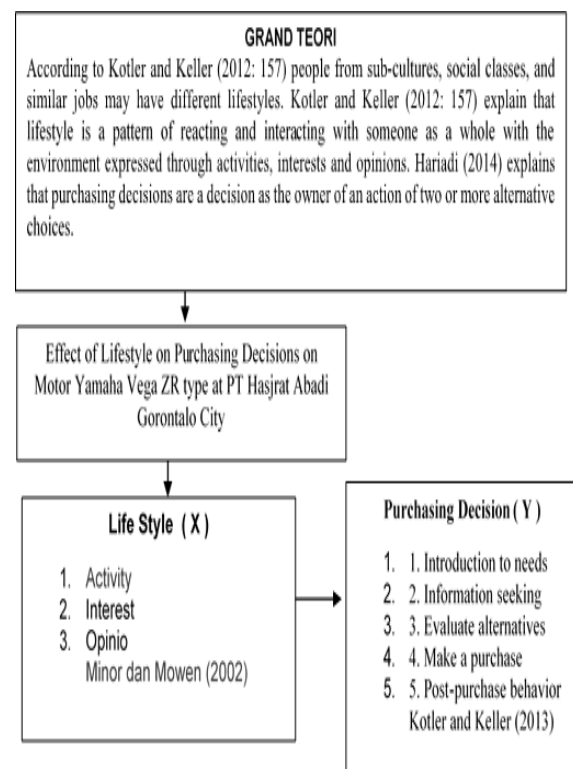 GRAND TEORI
According to Kotler and Keller (2012: 157) people from sub-cultures, social classes, and
similar jobs may have different lifestyles. Kotler and Keller (2012: 157) explain that
lifestyle is a pattern of reacting and interacting with someone as a whole with the
environment expressed through activities, interests and opinions. Hariadi (2014) explains
that purchasing decisions are a decision as the owner of an action of two or more alternative
choices.
Effect of Lifestyle on Purchasing Decisions on
Motor Yamaha Vega ZR type at PT Hasjrat Abadi
Gorontalo City
Life Style ( X )
1. Activity
2. Interest
3. Opinio
Minor dan Mowen (2002)
Purchasing Decision ( Y )
1. 1. Introduction to needs
2. 2. Information seeking
3. 3. Evaluate alternatives
4. 4. Make a purchase
5. 5. Post-purchase behavior
Kotler and Keller (2013)